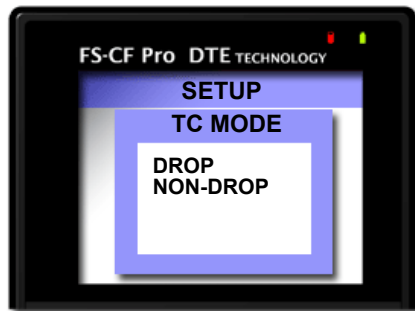 FS-CF Pro DTE TECHNOLOGY
SETUP
TC MODE
DROP
NON-DROP